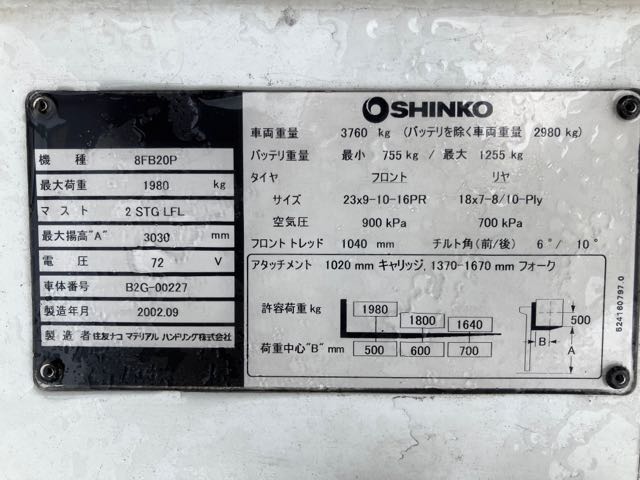 SHINKO
機 種 8FB20P
最大荷重 1980 kg
マスト 2 STG LFL
最大揚高"A" 3030 mm
電 圧 72 V
車体番号 B2G-00227
製造年月 2002.09
製造者 住友ナコ マテリアル ハンドリング株式会社
車両重量 3760 kg (バッテリを除く車両重量 2980 kg)
バッテリ重量 最小 755 kg / 最大 1255 kg
タイヤ フロント リヤ
サイズ 23x9-10-16PR 18x7-8/10-Ply
空気圧 900 kPa 700 kPa
フロント トレッド 1040 mm チルト角(前/後) 6° / 10°
アタッチメント 1020 mm キャリッジ, 1370-1670 mm フォーク
許容荷重 kg 1980 1800 1640
荷重中心"B" mm 500 600 700
500
B A
624160797.0